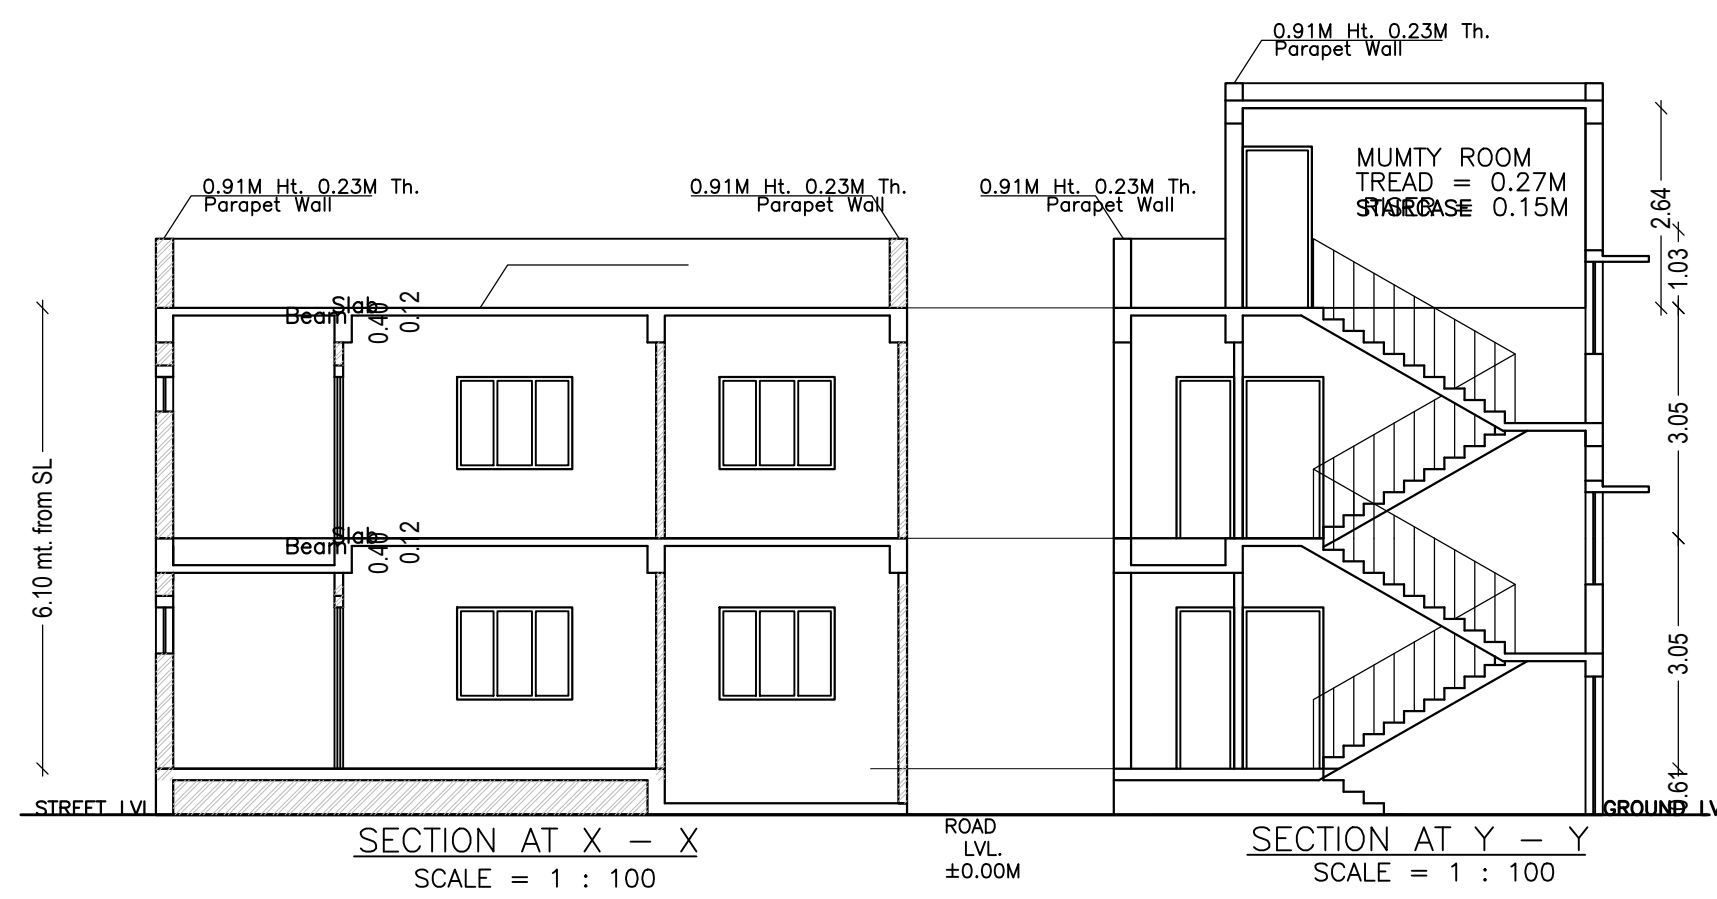 0.91M Ht. 0.23M Th.
Parapet Wall
0.91M Ht. 0.23M Th.
Parapet Wall
0.91M Ht. 0.23M Th.
Parapet Wall
0.91M Ht. 0.23M Th.
Parapet Wall
MUMTY ROOM
TREAD = 0.27M
RISER = 0.15M
STAIRCASE
2.64
1.03
Slab
Beam
0.40
0.12
3.05
6.10 mt. from SL
Slab
Beam
0.40
0.12
3.05
0.61
STREET LVL
GROUND LV
ROAD
LVL.
±0.00M
SECTION AT X – X
SCALE = 1 : 100
SECTION AT Y – Y
SCALE = 1 : 100